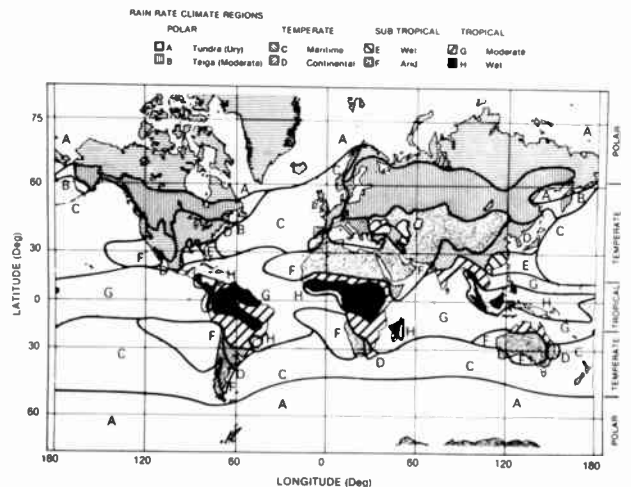 RAIN RATE CLIMATE REGIONS
POLAR TEMPERATE SUB TROPICAL TROPICAL
A Tundra (Dry) C Maritime E Wet G Moderate
B Taiga (Moderate) D Continental F Arid H Wet
LATITUDE (Deg)
75
60
30
0
30
60
POLAR
TEMPERATE
TROPICAL
TEMPERATE
POLAR
A A A
B A A B
C C C
D B D
F E F E
D H G
G H G H
G
F H F H F
C D C D C D C
A A A
180 120 60 0 60 120 180
LONGITUDE (Deg)